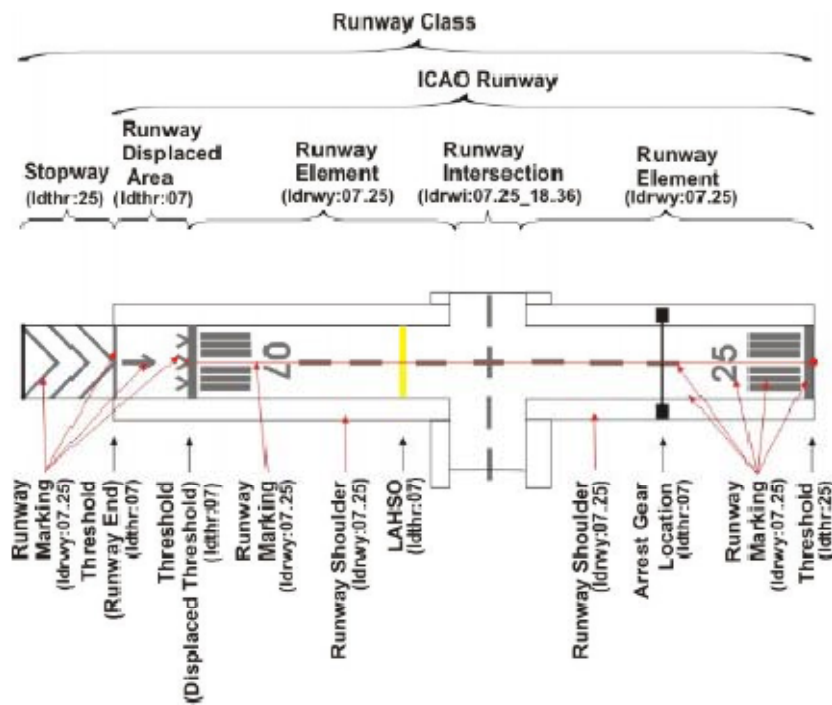 Runway Class
ICAO Runway
Stopway
(Idthr:25)
Runway
Displaced
Area
(Idthr:07)
Runway
Element
(Idrwy:07.25)
Runway
Intersection
(Idrwi:07.25_18.36)
Runway
Element
(Idrwy:07.25)
07
25
Runway
Marking
(Idrwy:07.25)
Threshold
(Runway End)
(Idthr:07)
Threshold
(Displaced Threshold)
(Idthr:07)
Runway
Marking
(Idrwy:07.25)
Runway Shoulder
(Idrwy:07.25)
LAHSO
(Idthr:07)
Runway Shoulder
(Idrwy:07.25)
Arrest Gear
Location
(Idthr:07)
Runway
Marking
(Idrwy:07.25)
Threshold
(Idthr:25)